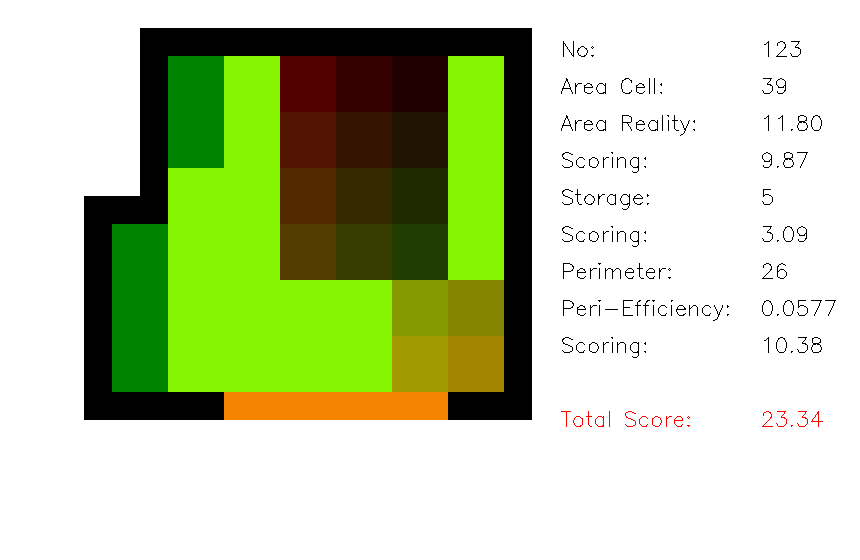 No: 123
Area Cell: 39
Area Reality: 11.80
Scoring: 9.87
Storage: 5
Scoring: 3.09
Perimeter: 26
Peri-Efficiency: 0.0577
Scoring: 10.38
Total Score: 23.34